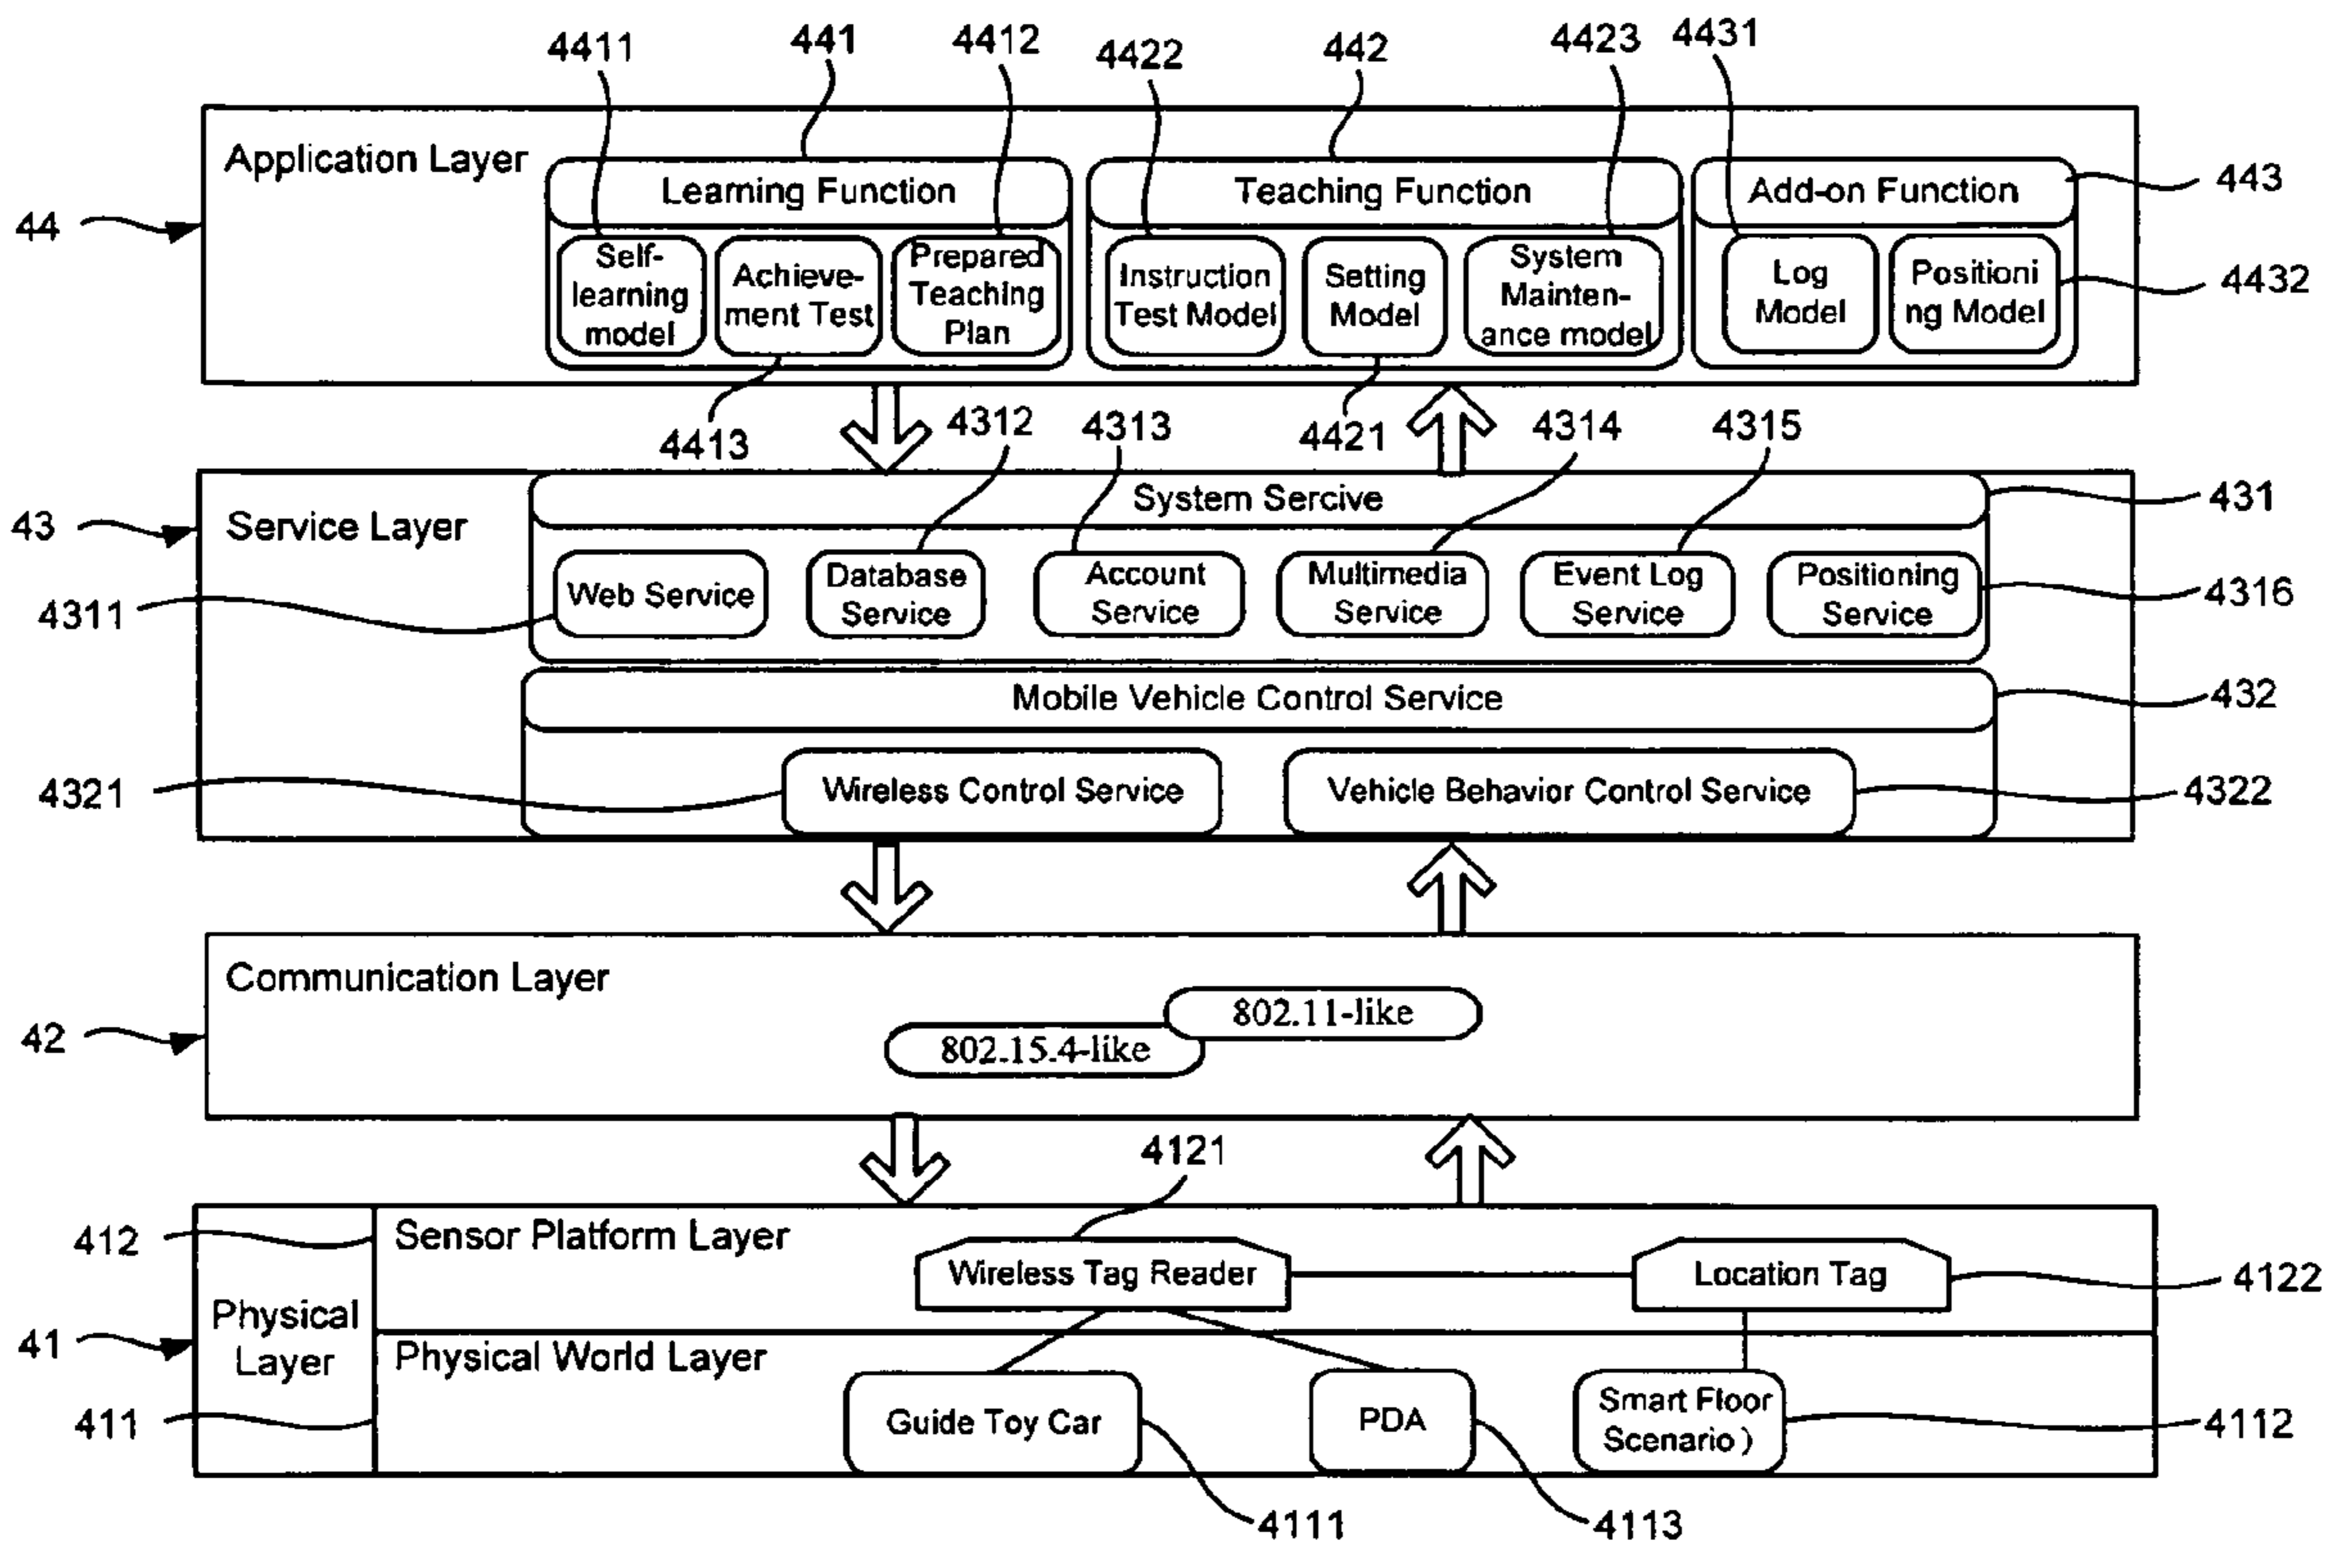 4411
441
4412
4422
442
4423
4431
Application Layer
44
Learning Function
Teaching Function
Add-on Function
443
Self-
learning
model
Achieve-
ment Test
Prepared
Teaching
Plan
Instruction
Test Model
Setting
Model
System
Mainten-
ance model
Log
Model
Positioni
ng Model
4432
4413
4312
4313
4421
4314
4315
43
Service Layer
System Sercive
431
4311
Web Service
Database
Service
Account
Service
Multimedia
Service
Event Log
Service
Positioning
Service
4316
Mobile Vehicle Control Service
432
4321
Wireless Control Service
Vehicle Behavior Control Service
4322
Communication Layer
42
802.11-like
802.15.4-like
4121
412
Sensor Platform Layer
Wireless Tag Reader
Location Tag
4122
41
Physical
Layer
Physical World Layer
411
Guide Toy Car
PDA
Smart Floor
Scenario)
4112
4111
4113